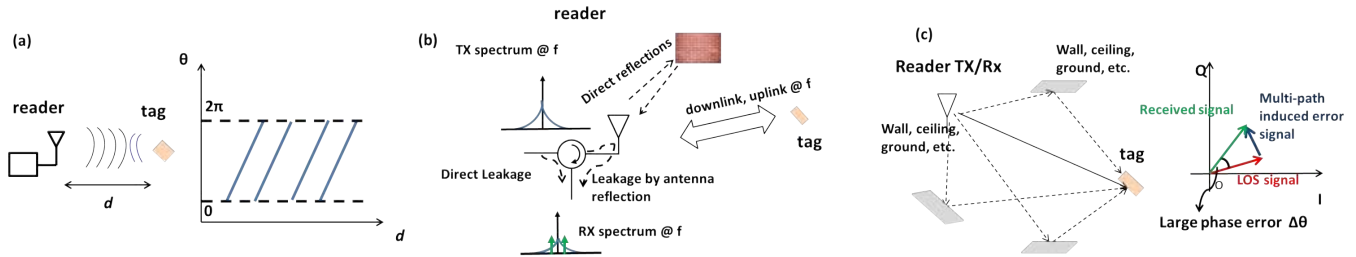 (a)
θ
2π
reader
tag
0
d
d
reader
(b)
TX spectrum @ f
Direct reflections
downlink, uplink @ f
tag
Direct Leakage
Leakage by antenna
reflection
RX spectrum @ f
(c)
Wall, ceiling,
ground, etc.
Reader TX/Rx
Wall, ceiling,
ground, etc.
tag
Q
Received signal
Multi-path
induced error
signal
LOS signal
O
I
Large phase error Δθ